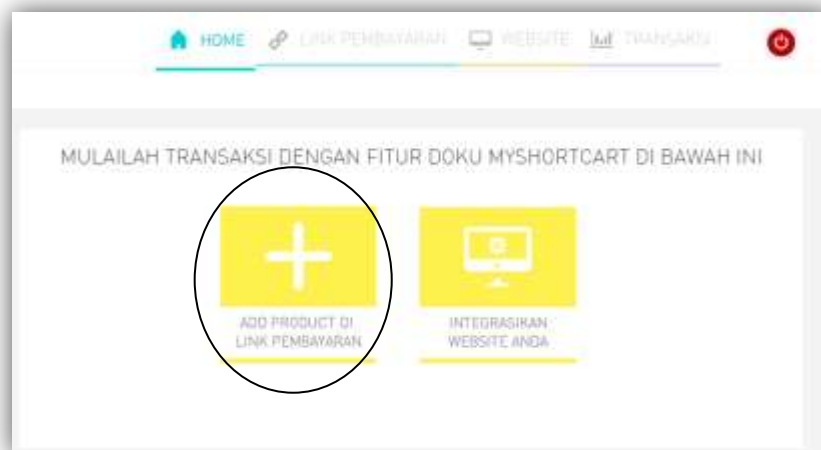 HOME LINK PEMBAYARAN WEBSITE TRANSAKSI
MULAILAH TRANSAKSI DENGAN FITUR DOKU MYSHORTCART DI BAWAH INI
ADD PRODUCT DI
LINK PEMBAYARAN
INTEGRASIKAN
WEBSITE ANDA